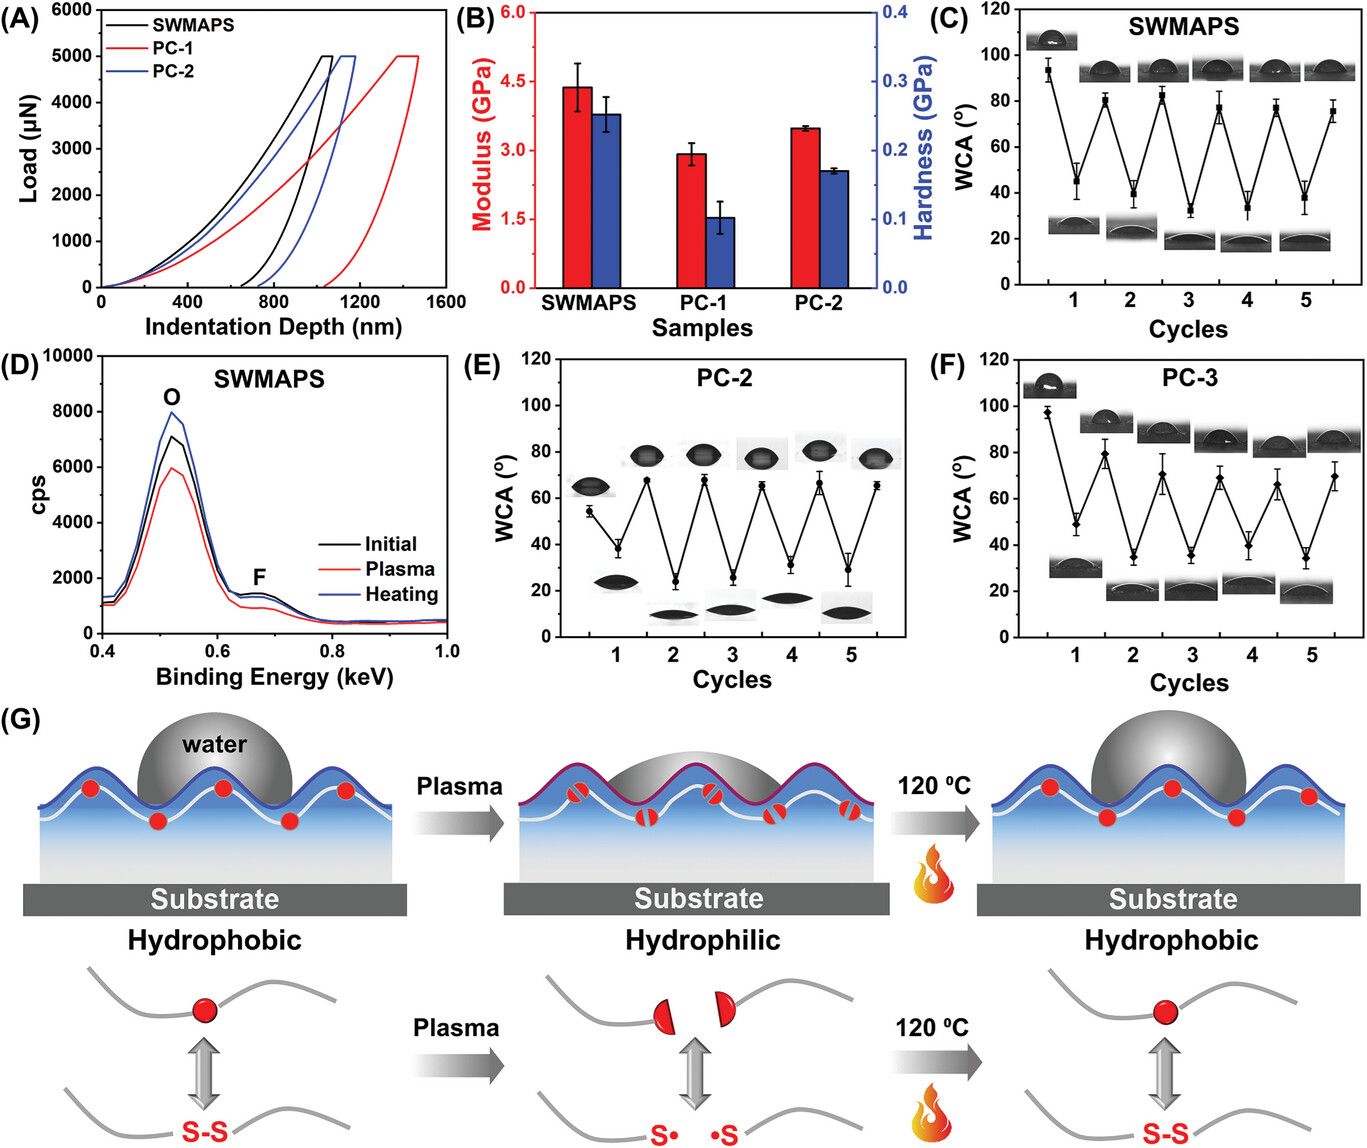 (A)
SWMAPS
PC-1
PC-2
Load (μN)
6000
5000
4000
3000
2000
1000
0
0 400 800 1200 1600
Indentation Depth (nm)
(B)
Modulus (GPa)
6.0
4.5
3.0
1.5
0.0
Hardness (GPa)
0.4
0.3
0.2
0.1
0.0
SWMAPS PC-1 PC-2
Samples
(C)
SWMAPS
WCA (º)
120
100
80
60
40
20
0
1 2 3 4 5
Cycles
(D)
SWMAPS
O
F
cps
10000
8000
6000
4000
2000
0
Initial
Plasma
Heating
0.4 0.6 0.8 1.0
Binding Energy (keV)
(E)
PC-2
WCA (º)
120
100
80
60
40
20
0
1 2 3 4 5
Cycles
(F)
PC-3
WCA (º)
120
100
80
60
40
20
0
1 2 3 4 5
Cycles
(G)
water
Plasma
120 ºC
Substrate Substrate Substrate
Hydrophobic Hydrophilic Hydrophobic
Plasma
120 ºC
S-S S• •S S-S